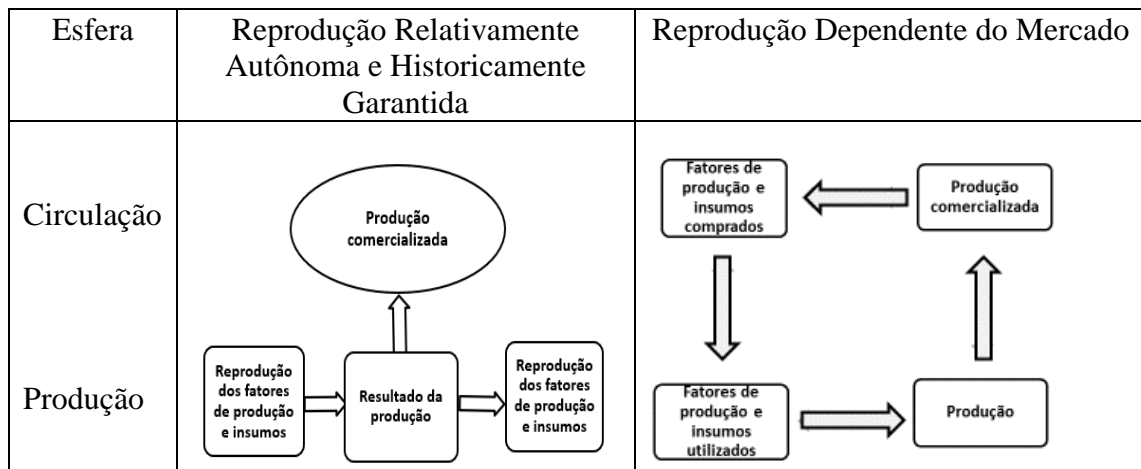 Esfera
Reprodução Relativamente
Autônoma e Historicamente
Garantida
Reprodução Dependente do Mercado
Circulação
Produção
comercializada
Fatores de
produção e
insumos
comprados
Produção
comercializada
Produção
Reprodução
dos fatores
de produção
e insumos
Resultado da
produção
Reprodução
dos fatores
de produção
e insumos
Fatores de
produção e
insumos
utilizados
Produção